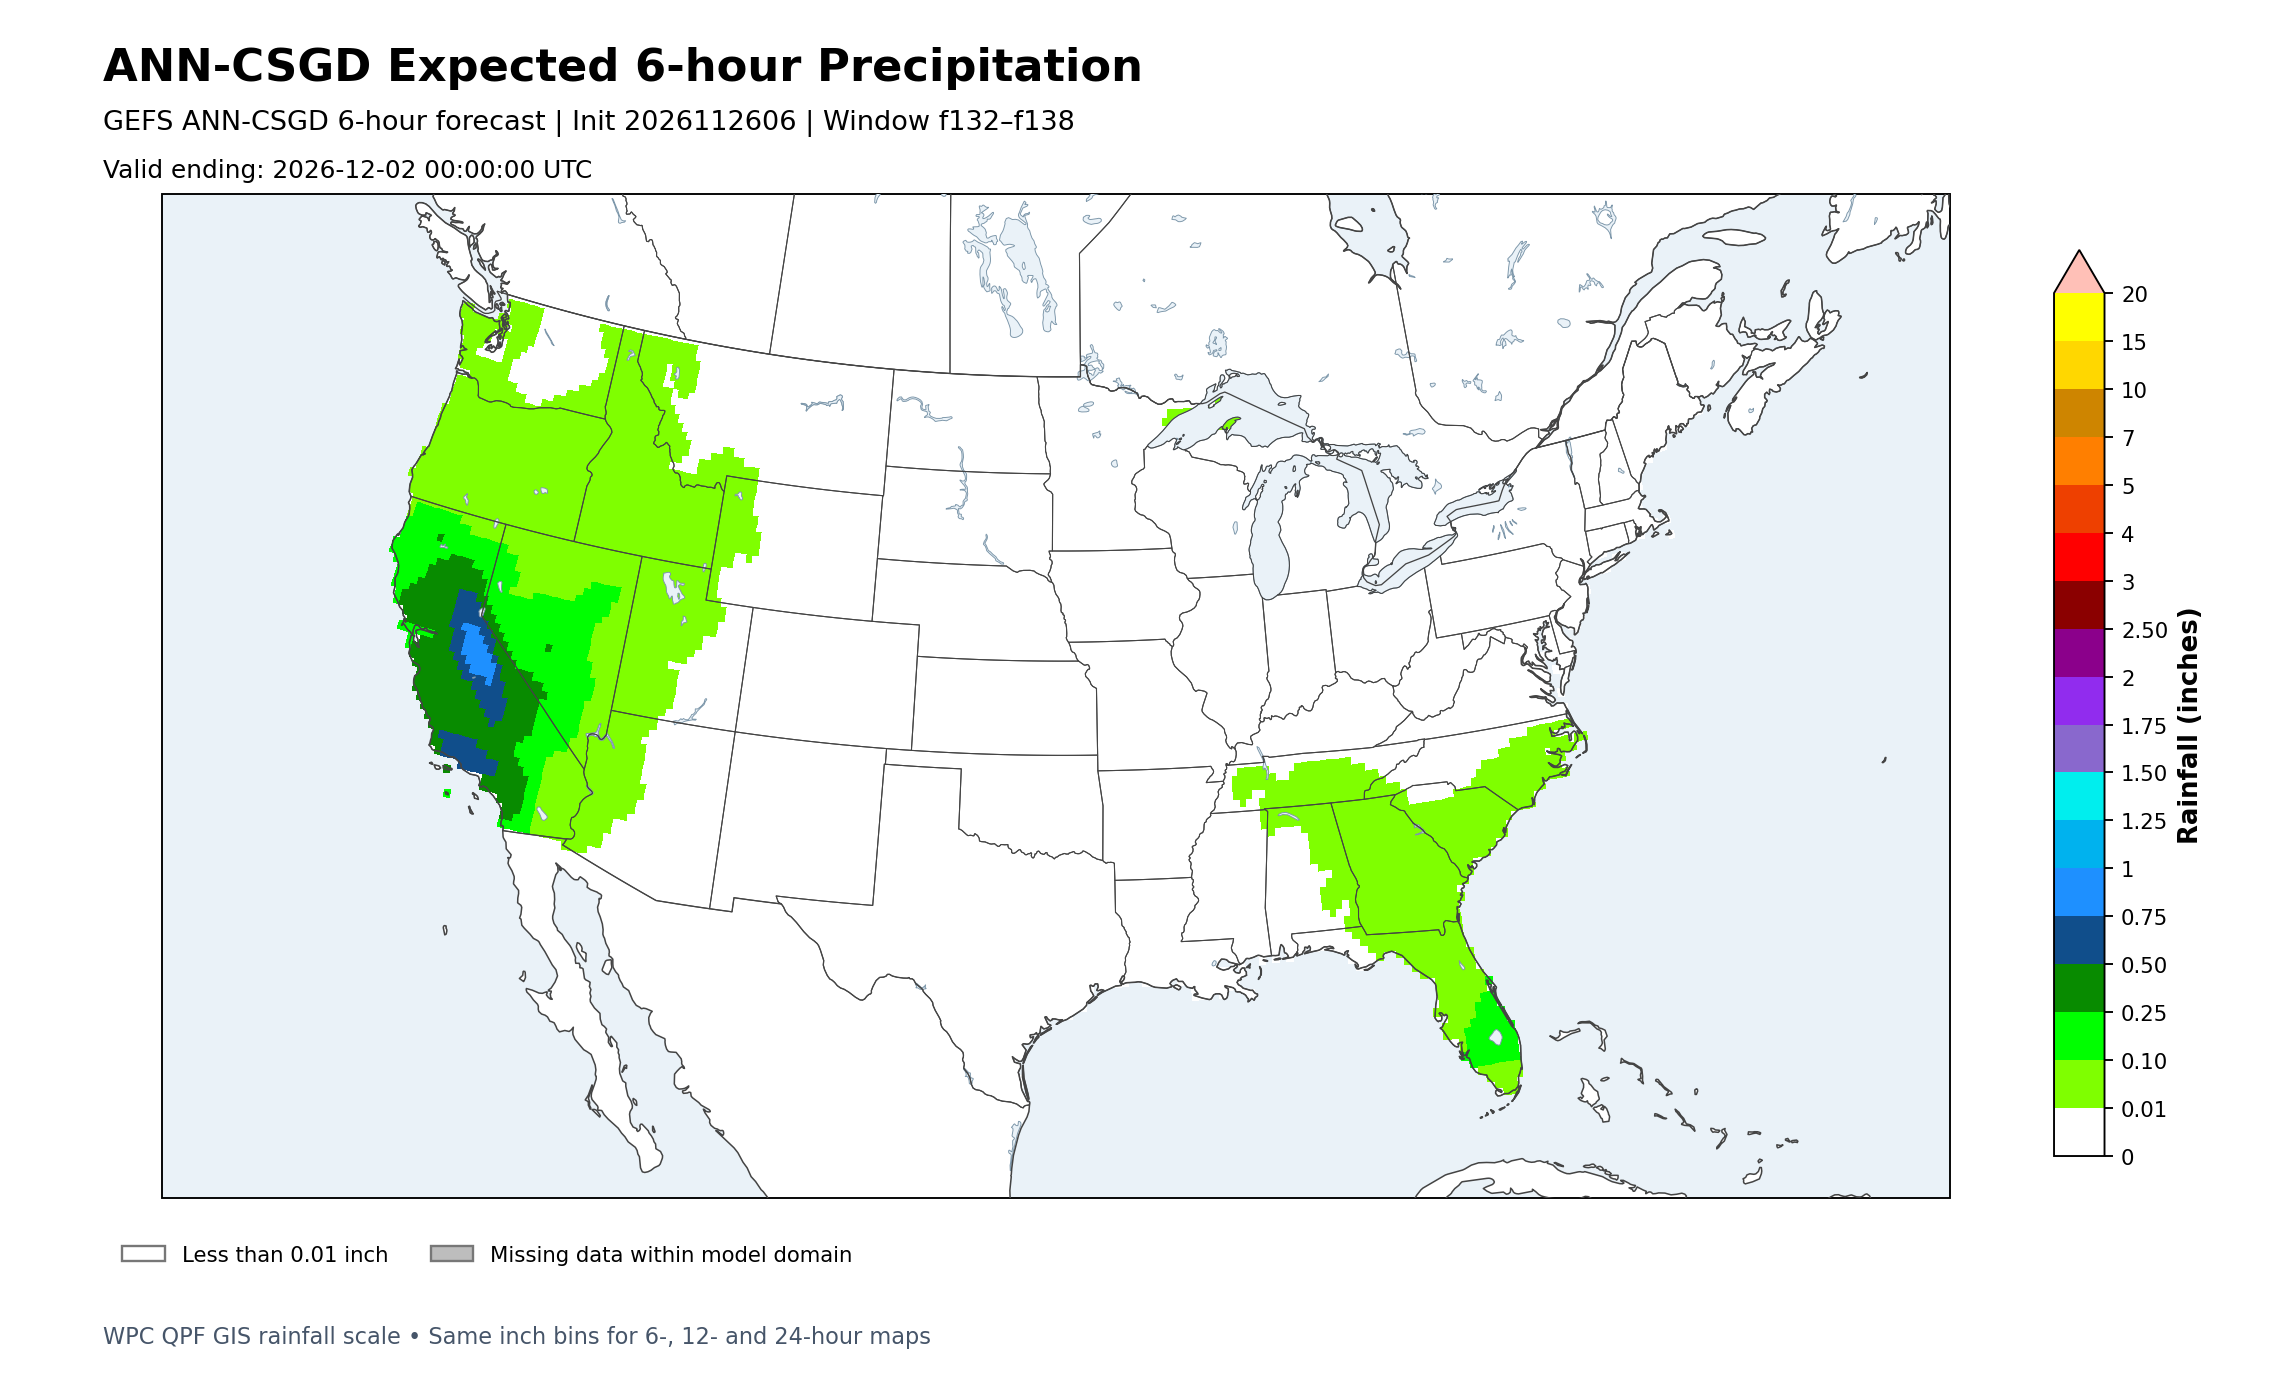 ANN-CSGD Expected 6-hour Precipitation
GEFS ANN-CSGD 6-hour forecast | Init 2026112606 | Window f132–f138
Valid ending: 2026-12-02 00:00:00 UTC
20
15
10
7
5
4
3
2.50
2
1.75
1.50
1.25
1
0.75
0.50
0.25
0.10
0.01
0
Rainfall (inches)
Less than 0.01 inch
Missing data within model domain
WPC QPF GIS rainfall scale • Same inch bins for 6-, 12- and 24-hour maps